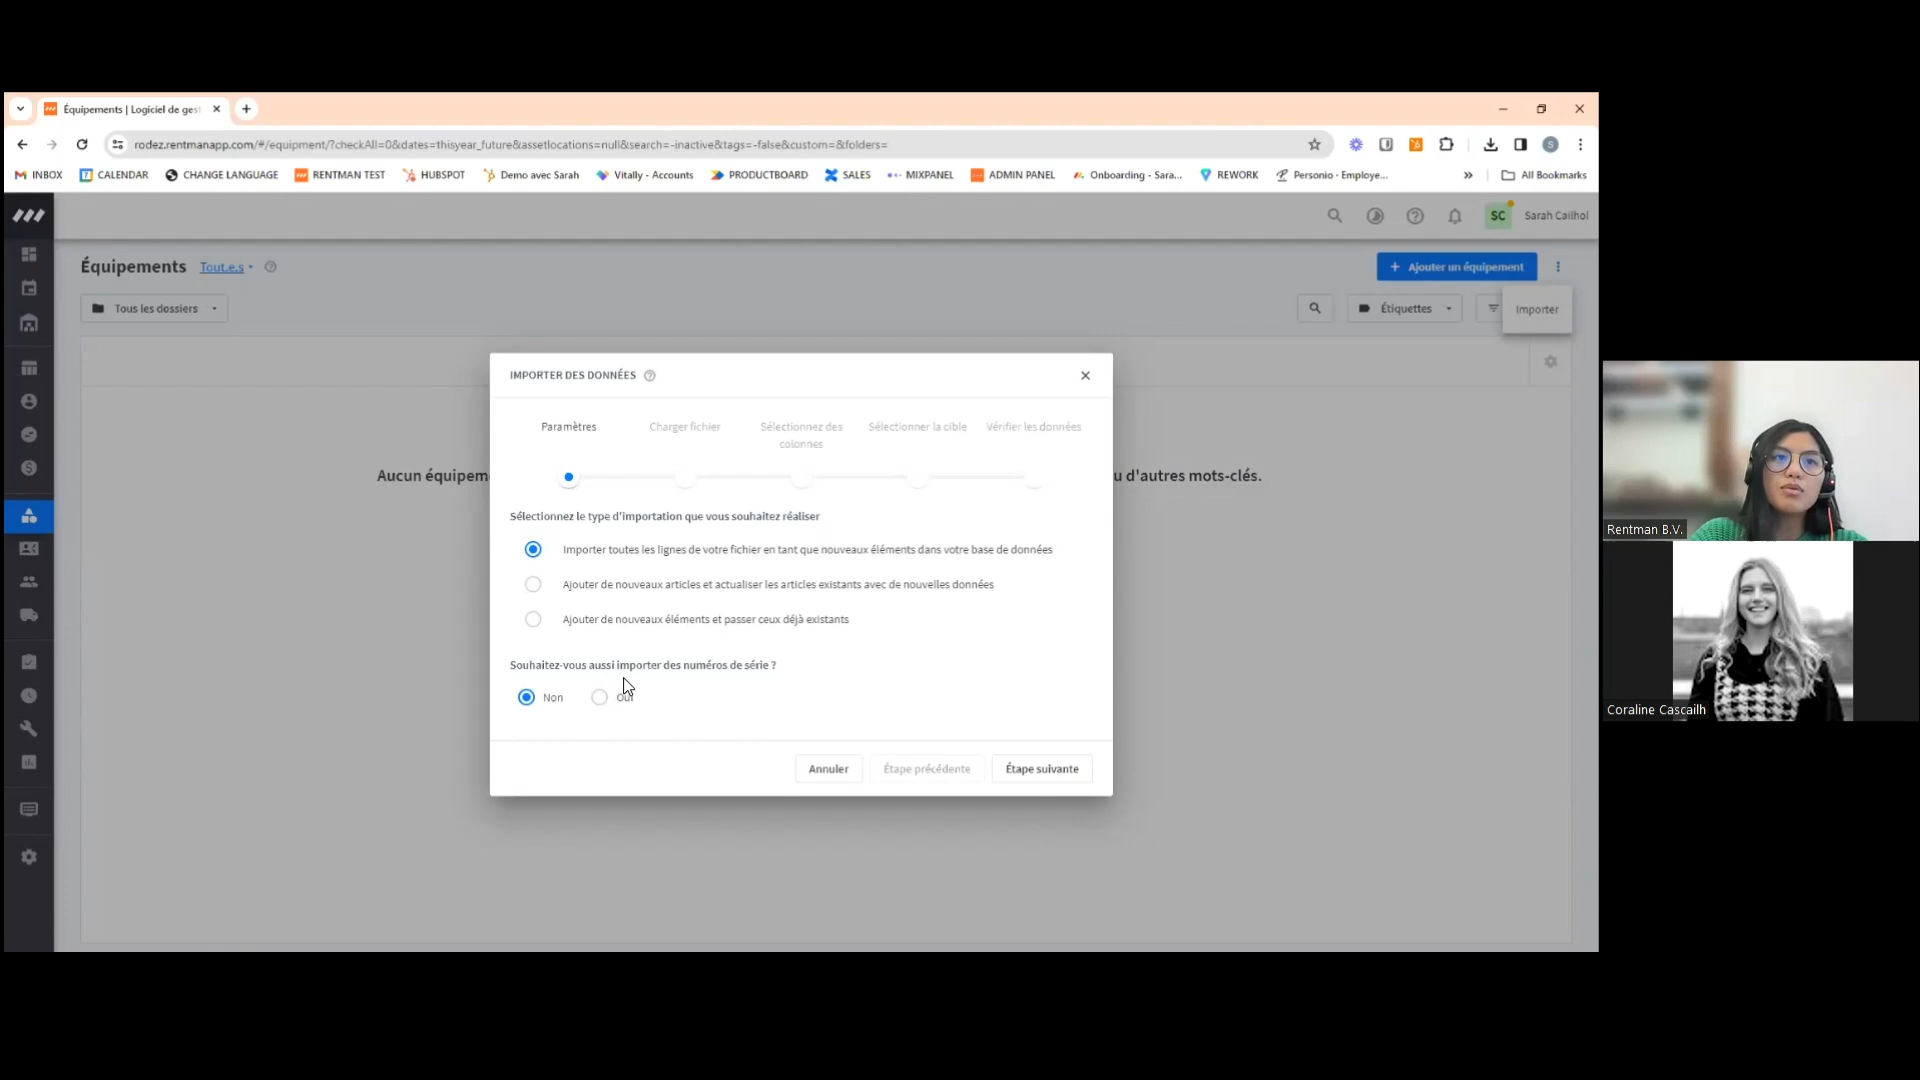 Équipements | Logiciel de ges
rodez.rentmanapp.com/#/equipment/?checkAll=0&dates=thisyear_future&assetlocations=null&search=-inactive&tags=-false&custom=&folders=
INBOX
CALENDAR
CHANGE LANGUAGE
RENTMAN TEST
HUBSPOT
Demo avec Sarah
Vitally - Accounts
PRODUCTBOARD
SALES
MIXPANEL
ADMIN PANEL
Onboarding - Sara...
REWORK
Personio - Employe...
All Bookmarks
SC
Sarah Cailhol
Équipements
Tout.e.s
+ Ajouter un équipement
Tous les dossiers
Étiquettes
Importer
IMPORTER DES DONNÉES
Paramètres
Charger fichier
Sélectionnez des
colonnes
Sélectionner la cible
Vérifier les données
Aucun équipem
u d'autres mots-clés.
Sélectionnez le type d'importation que vous souhaitez réaliser
Importer toutes les lignes de votre fichier en tant que nouveaux éléments dans votre base de données
Ajouter de nouveaux articles et actualiser les articles existants avec de nouvelles données
Ajouter de nouveaux éléments et passer ceux déjà existants
Souhaitez-vous aussi importer des numéros de série ?
Non
Oui
Annuler
Étape précédente
Étape suivante
Rentman B.V.
Coraline Cascailh